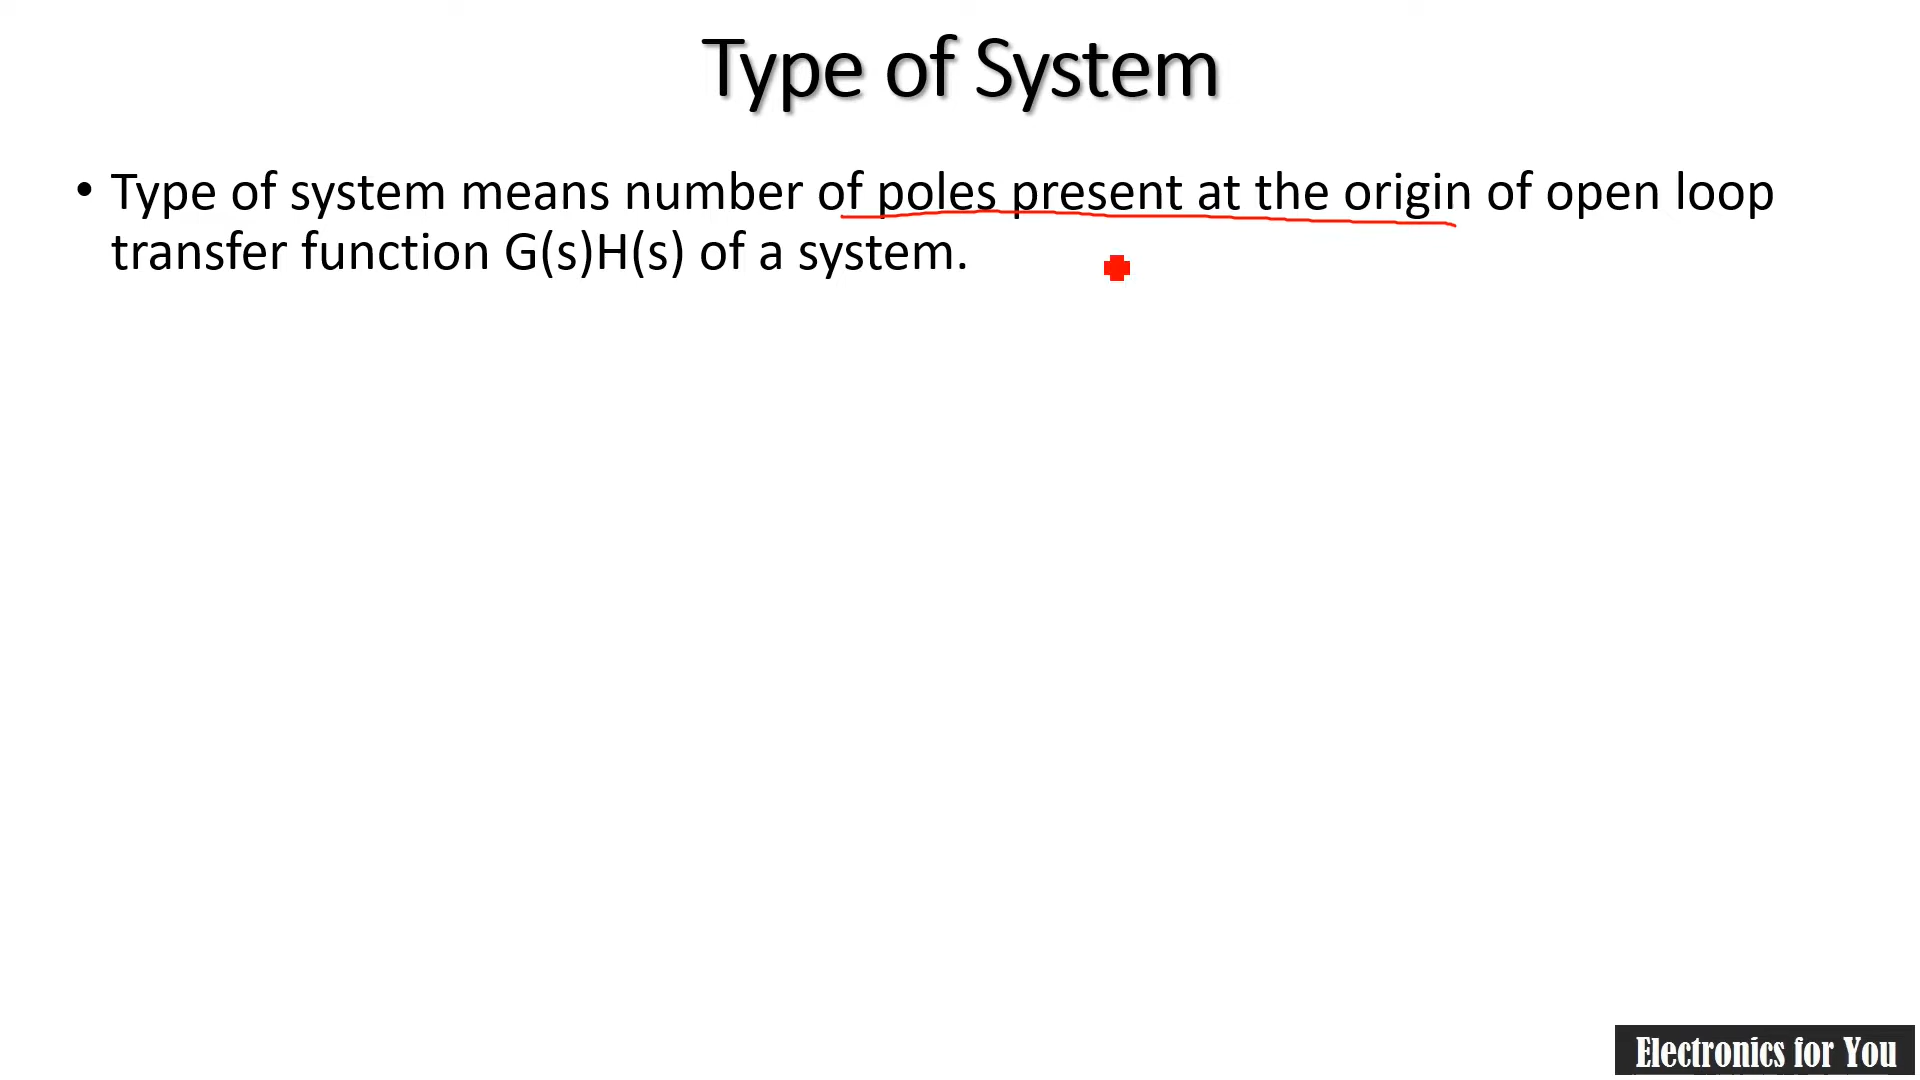 Type of System
• Type of system means number of poles present at the origin of open loop
transfer function G(s)H(s) of a system.
Electronics for You